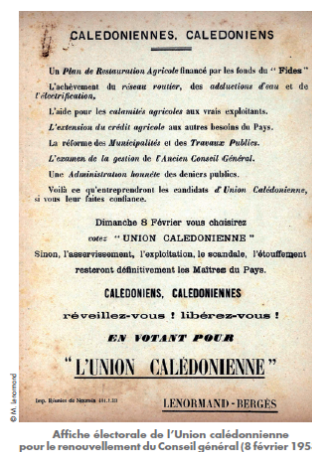 CALEDONIENNES, CALEDONIENS
Un Plan de Restauration Agricole financé par les fonds du "Fides"
L'achèvement du réseau routier, des adductions d'eau et de
l'électrification,
L'aide pour les calamités agricoles aux vrais exploitants.
L'extension du crédit agricole aux autres besoins du Pays.
La réforme des Municipalités et des Travaux Publics.
L'examen de la gestion de l'Ancien Conseil Général.
Une Administration honnête des deniers publics.
Voilà ce qu'entreprendront les candidats d'Union Calédonienne,
si vous leur faites confiance.
Dimanche 8 Février vous choisirez
votez "UNION CALEDONIENNE"
Sinon, l'asservissement, l'exploitation, le scandale, l'étouffement
resteront définitivement les Maîtres du Pays.
CALÉDONIENS, CALÉDONIENNES
réveillez-vous ! libérez-vous !
EN VOTANT POUR
"L'UNION CALÉDONIENNE"
Imp.
LENORMAND-BERGÈS
© M. Lenormand
Affiche électorale de l'Union calédonnienne
pour le renouvellement du Conseil général (8 février 195